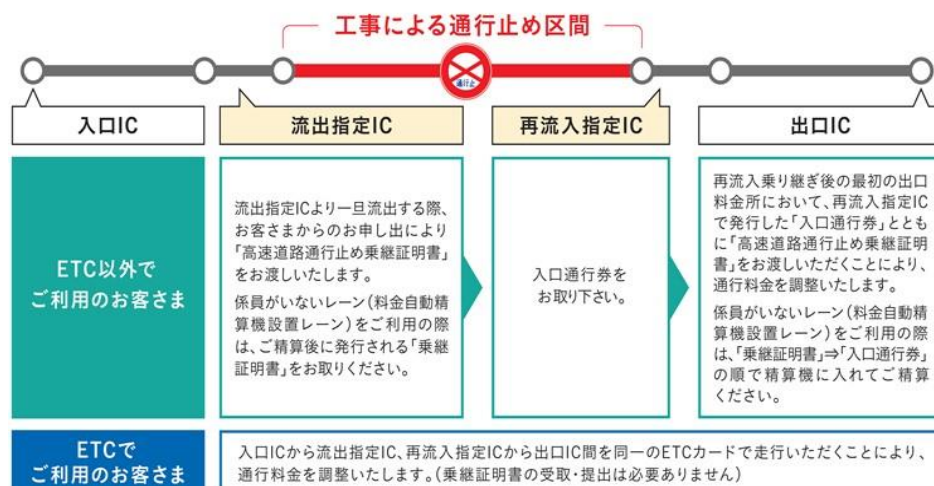 工事による通行止め区間
通行止
入口IC
流出指定IC
再流入指定IC
出口IC
ETC以外で
ご利用のお客さま
流出指定ICより一旦流出する際、
お客さまからのお申し出により
「高速道路通行止め乗継証明書」
をお渡しいたします。
係員がいないレーン(料金自動精
算機設置レーン)をご利用の際
は、ご精算後に発行される「乗継
証明書」をお取りください。
入口通行券を
お取り下さい。
再流入乗り継ぎ後の最初の出口
料金所において、再流入指定IC
で発行した「入口通行券」ととも
に「高速道路通行止め乗継証明
書」をお渡しいただくことにより、
通行料金を調整いたします。
係員がいないレーン(料金自動精
算機設置レーン)をご利用の際
は、「乗継証明書」⇒「入口通行券」
の順で精算機に入れてご精算
ください。
ETCで
ご利用のお客さま
入口ICから流出指定IC、再流入指定ICから出口IC間を同一のETCカードで走行いただくことにより、
通行料金を調整いたします。(乗継証明書の受取・提出は必要ありません)